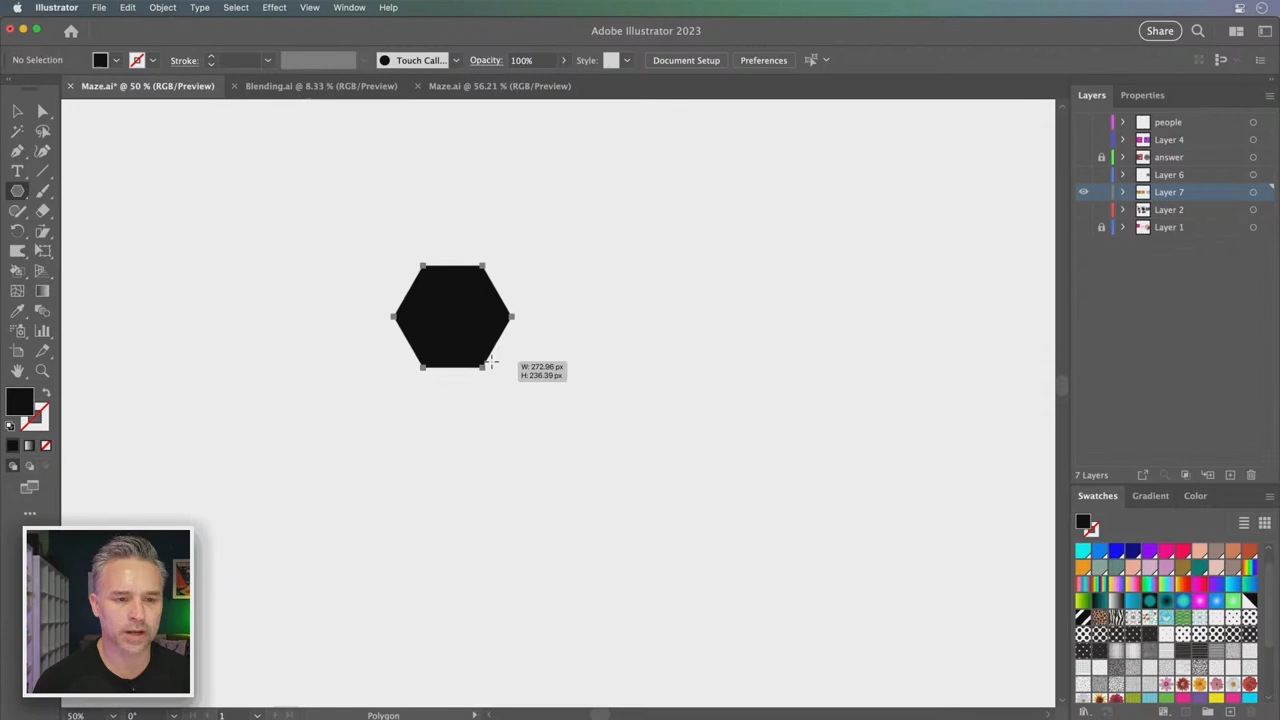 Illustrator File Edit Object Type Select Effect View Window Help
Adobe Illustrator 2023
Share
No Selection
Stroke:
Touch Call...
Opacity:
100%
Style:
Document Setup
Preferences
Maze.ai* @ 50 % (RGB/Preview)
Blending.ai @ 8.33 % (RGB/Preview)
Maze.ai @ 56.21 % (RGB/Preview)
Layers
Properties
people
Layer 4
answer
Layer 6
Layer 7
Layer 2
Layer 1
W: 272.96 px
H: 236.39 px
7 Layers
Swatches
Gradient
Color
50%
0°
1
Polygon